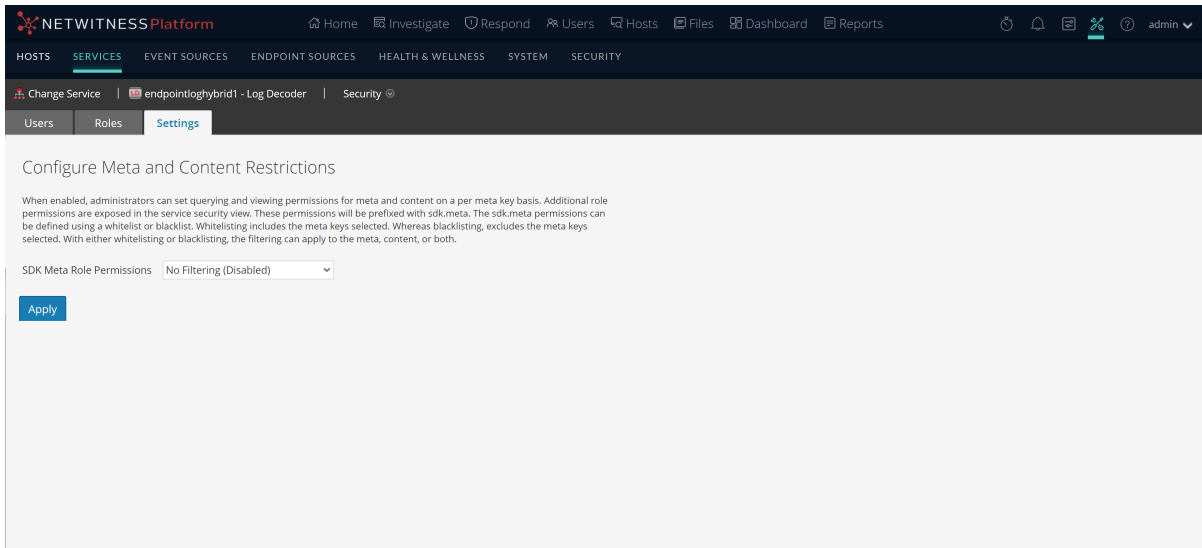 NETWITNESS Platform Home Investigate Respond Users Hosts Files Dashboard Reports admin
HOSTS SERVICES EVENT SOURCES ENDPOINT SOURCES HEALTH & WELLNESS SYSTEM SECURITY
Change Service | LD endpointloghybrid1 - Log Decoder | Security
Users Roles Settings
Configure Meta and Content Restrictions
When enabled, administrators can set querying and viewing permissions for meta and content on a per meta key basis. Additional role
permissions are exposed in the service security view. These permissions will be prefixed with sdk.meta. The sdk.meta permissions can
be defined using a whitelist or blacklist. Whitelisting includes the meta keys selected. Whereas blacklisting, excludes the meta keys
selected. With either whitelisting or blacklisting, the filtering can apply to the meta, content, or both.
SDK Meta Role Permissions No Filtering (Disabled)
Apply